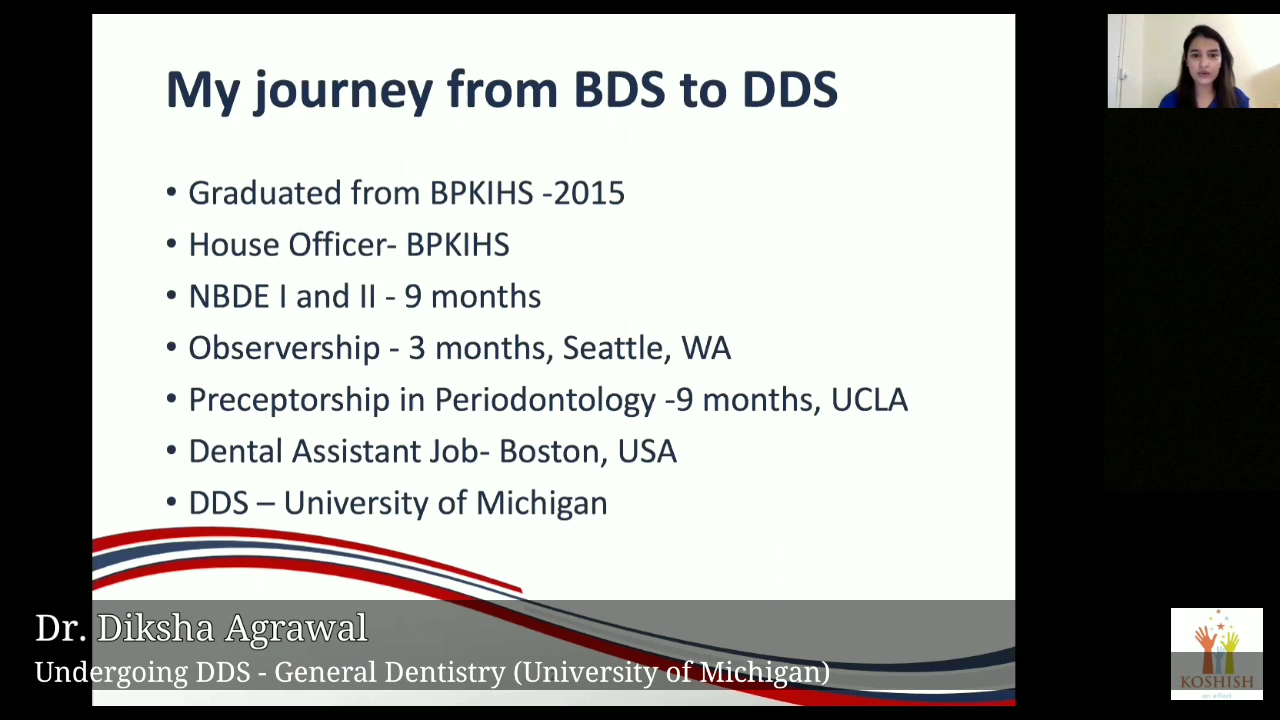 My journey from BDS to DDS
• Graduated from BPKIHS -2015
• House Officer- BPKIHS
• NBDE I and II - 9 months
• Observership - 3 months, Seattle, WA
• Preceptorship in Periodontology -9 months, UCLA
• Dental Assistant Job- Boston, USA
• DDS – University of Michigan
Dr. Diksha Agrawal
Undergoing DDS - General Dentistry (University of Michigan)
KOSHISH
an effort